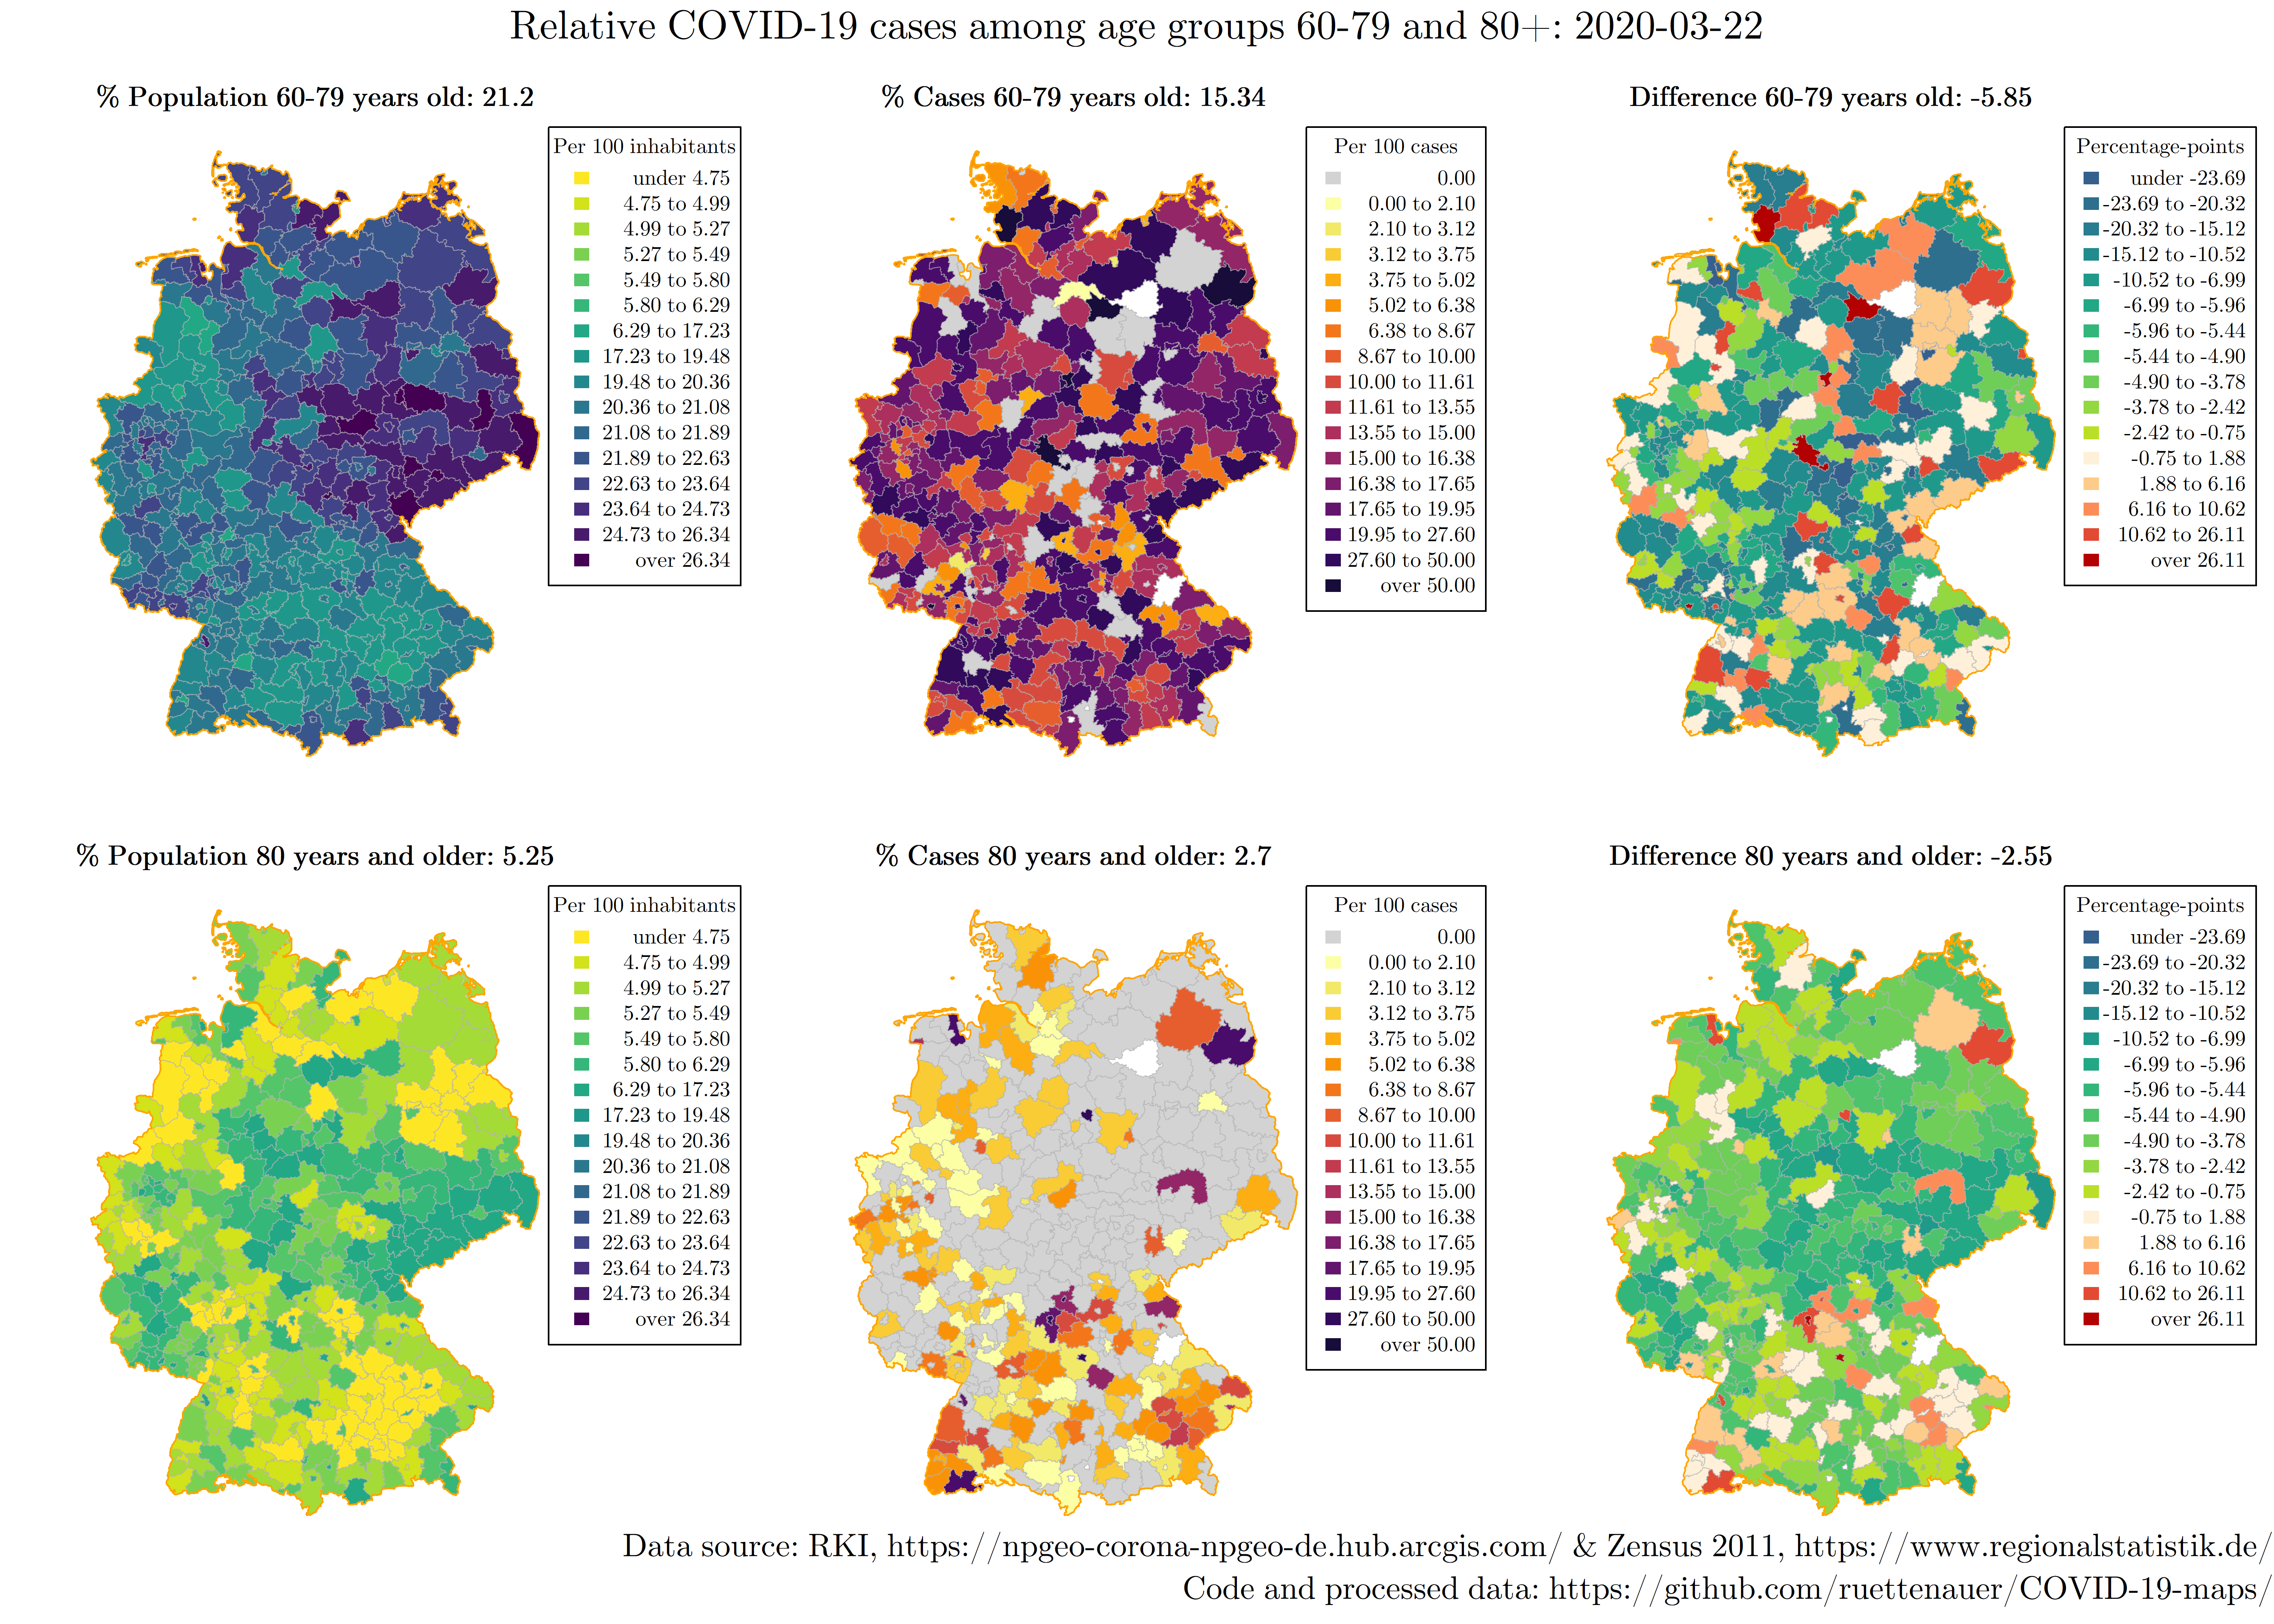 Relative COVID-19 cases among age groups 60-79 and 80+: 2020-03-22
% Population 60-79 years old: 21.2
Per 100 inhabitants
under 4.75
4.75 to 4.99
4.99 to 5.27
5.27 to 5.49
5.49 to 5.80
5.80 to 6.29
6.29 to 17.23
17.23 to 19.48
19.48 to 20.36
20.36 to 21.08
21.08 to 21.89
21.89 to 22.63
22.63 to 23.64
23.64 to 24.73
24.73 to 26.34
over 26.34
% Cases 60-79 years old: 15.34
Per 100 cases
0.00
0.00 to 2.10
2.10 to 3.12
3.12 to 3.75
3.75 to 5.02
5.02 to 6.38
6.38 to 8.67
8.67 to 10.00
10.00 to 11.61
11.61 to 13.55
13.55 to 15.00
15.00 to 16.38
16.38 to 17.65
17.65 to 19.95
19.95 to 27.60
27.60 to 50.00
over 50.00
Difference 60-79 years old: -5.85
Percentage-points
under -23.69
-23.69 to -20.32
-20.32 to -15.12
-15.12 to -10.52
-10.52 to -6.99
-6.99 to -5.96
-5.96 to -5.44
-5.44 to -4.90
-4.90 to -3.78
-3.78 to -2.42
-2.42 to -0.75
-0.75 to 1.88
1.88 to 6.16
6.16 to 10.62
10.62 to 26.11
over 26.11
% Population 80 years and older: 5.25
Per 100 inhabitants
under 4.75
4.75 to 4.99
4.99 to 5.27
5.27 to 5.49
5.49 to 5.80
5.80 to 6.29
6.29 to 17.23
17.23 to 19.48
19.48 to 20.36
20.36 to 21.08
21.08 to 21.89
21.89 to 22.63
22.63 to 23.64
23.64 to 24.73
24.73 to 26.34
over 26.34
% Cases 80 years and older: 2.7
Per 100 cases
0.00
0.00 to 2.10
2.10 to 3.12
3.12 to 3.75
3.75 to 5.02
5.02 to 6.38
6.38 to 8.67
8.67 to 10.00
10.00 to 11.61
11.61 to 13.55
13.55 to 15.00
15.00 to 16.38
16.38 to 17.65
17.65 to 19.95
19.95 to 27.60
27.60 to 50.00
over 50.00
Difference 80 years and older: -2.55
Percentage-points
under -23.69
-23.69 to -20.32
-20.32 to -15.12
-15.12 to -10.52
-10.52 to -6.99
-6.99 to -5.96
-5.96 to -5.44
-5.44 to -4.90
-4.90 to -3.78
-3.78 to -2.42
-2.42 to -0.75
-0.75 to 1.88
1.88 to 6.16
6.16 to 10.62
10.62 to 26.11
over 26.11
Data source: RKI, https://npgeo-corona-npgeo-de.hub.arcgis.com/ & Zensus 2011, https://www.regionalstatistik.de/
Code and processed data: https://github.com/ruettenauer/COVID-19-maps/